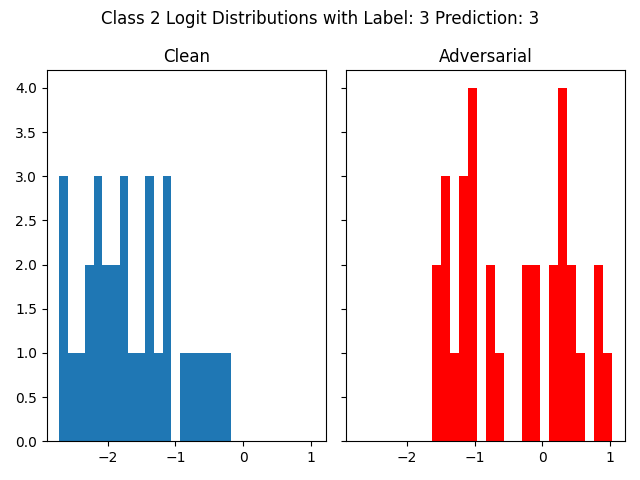 Class 2 Logit Distributions with Label: 3 Prediction: 3
Clean
Adversarial
4.0
3.5
3.0
2.5
2.0
1.5
1.0
0.5
0.0
−2 −1 0 1
−2 −1 0 1